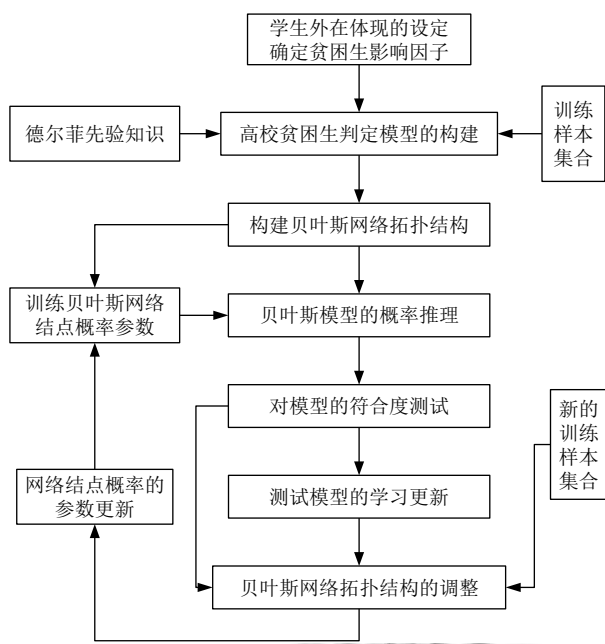 学生外在体现的设定
确定贫困生影响因子
德尔菲先验知识
高校贫困生判定模型的构建
训练
样本
集合
构建贝叶斯网络拓扑结构
训练贝叶斯网络
结点概率参数
贝叶斯模型的概率推理
对模型的符合度测试
新的
训练
样本
集合
网络结点概率的
参数更新
测试模型的学习更新
贝叶斯网络拓扑结构的调整